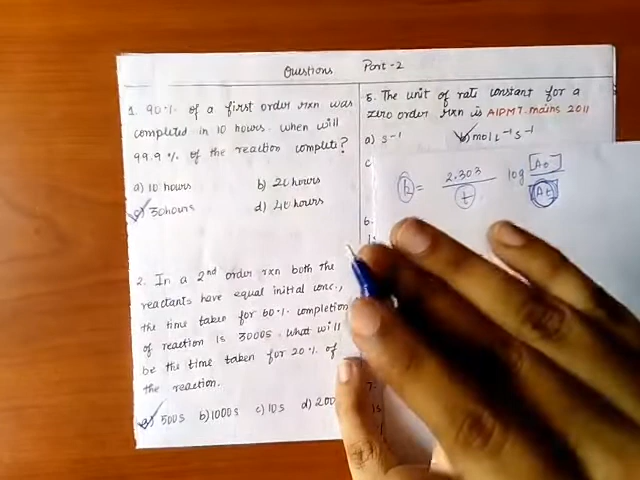 Questions Part-2
1. 90% of a first order rxn was
completed in 10 hours. when will
99.9% of the reaction complete?
a) 10 hours b) 20 hours
c) 30 hours d) 40 hours
2. In a 2nd order rxn both the
reactants have equal initial conc.,
the time taken for 60% completion
of reaction is 3000s. What will
be the time taken for 20% of
the reaction.
a) 500s b) 1000s c) 10s d) 200
5. The unit of rate constant for a
zero order rxn is AIPMT. mains 2011
a) s⁻¹ b) mol L⁻¹ s⁻¹
c
k = 2.303 / t log [A₀] / [At]
6.
7.